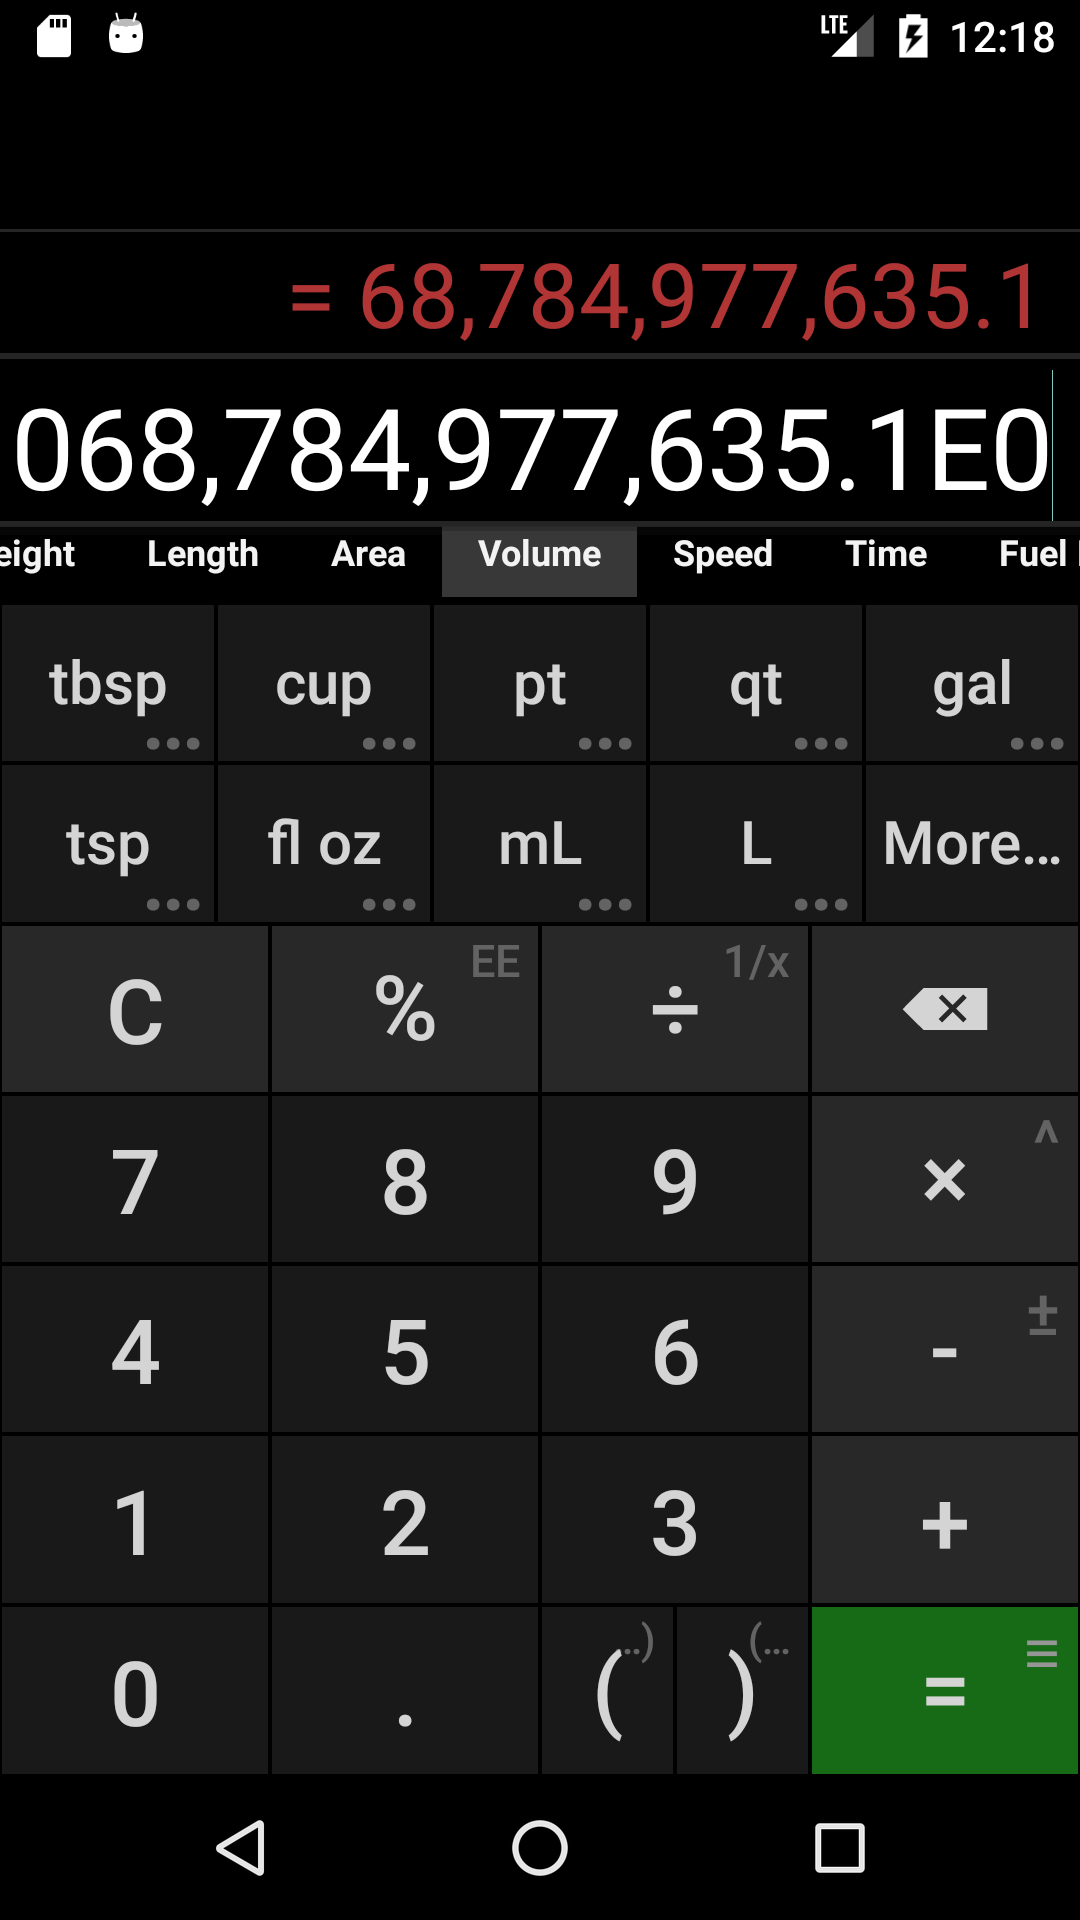 LTE 12:18
= 68,784,977,635.1
068,784,977,635.1E0
eight Length Area Volume Speed Time Fuel
tbsp cup pt qt gal
tsp fl oz mL L More...
C % EE ÷ 1/x
7 8 9 × ^
4 5 6 - ±
1 2 3 +
0 . ( ..) ) (... =